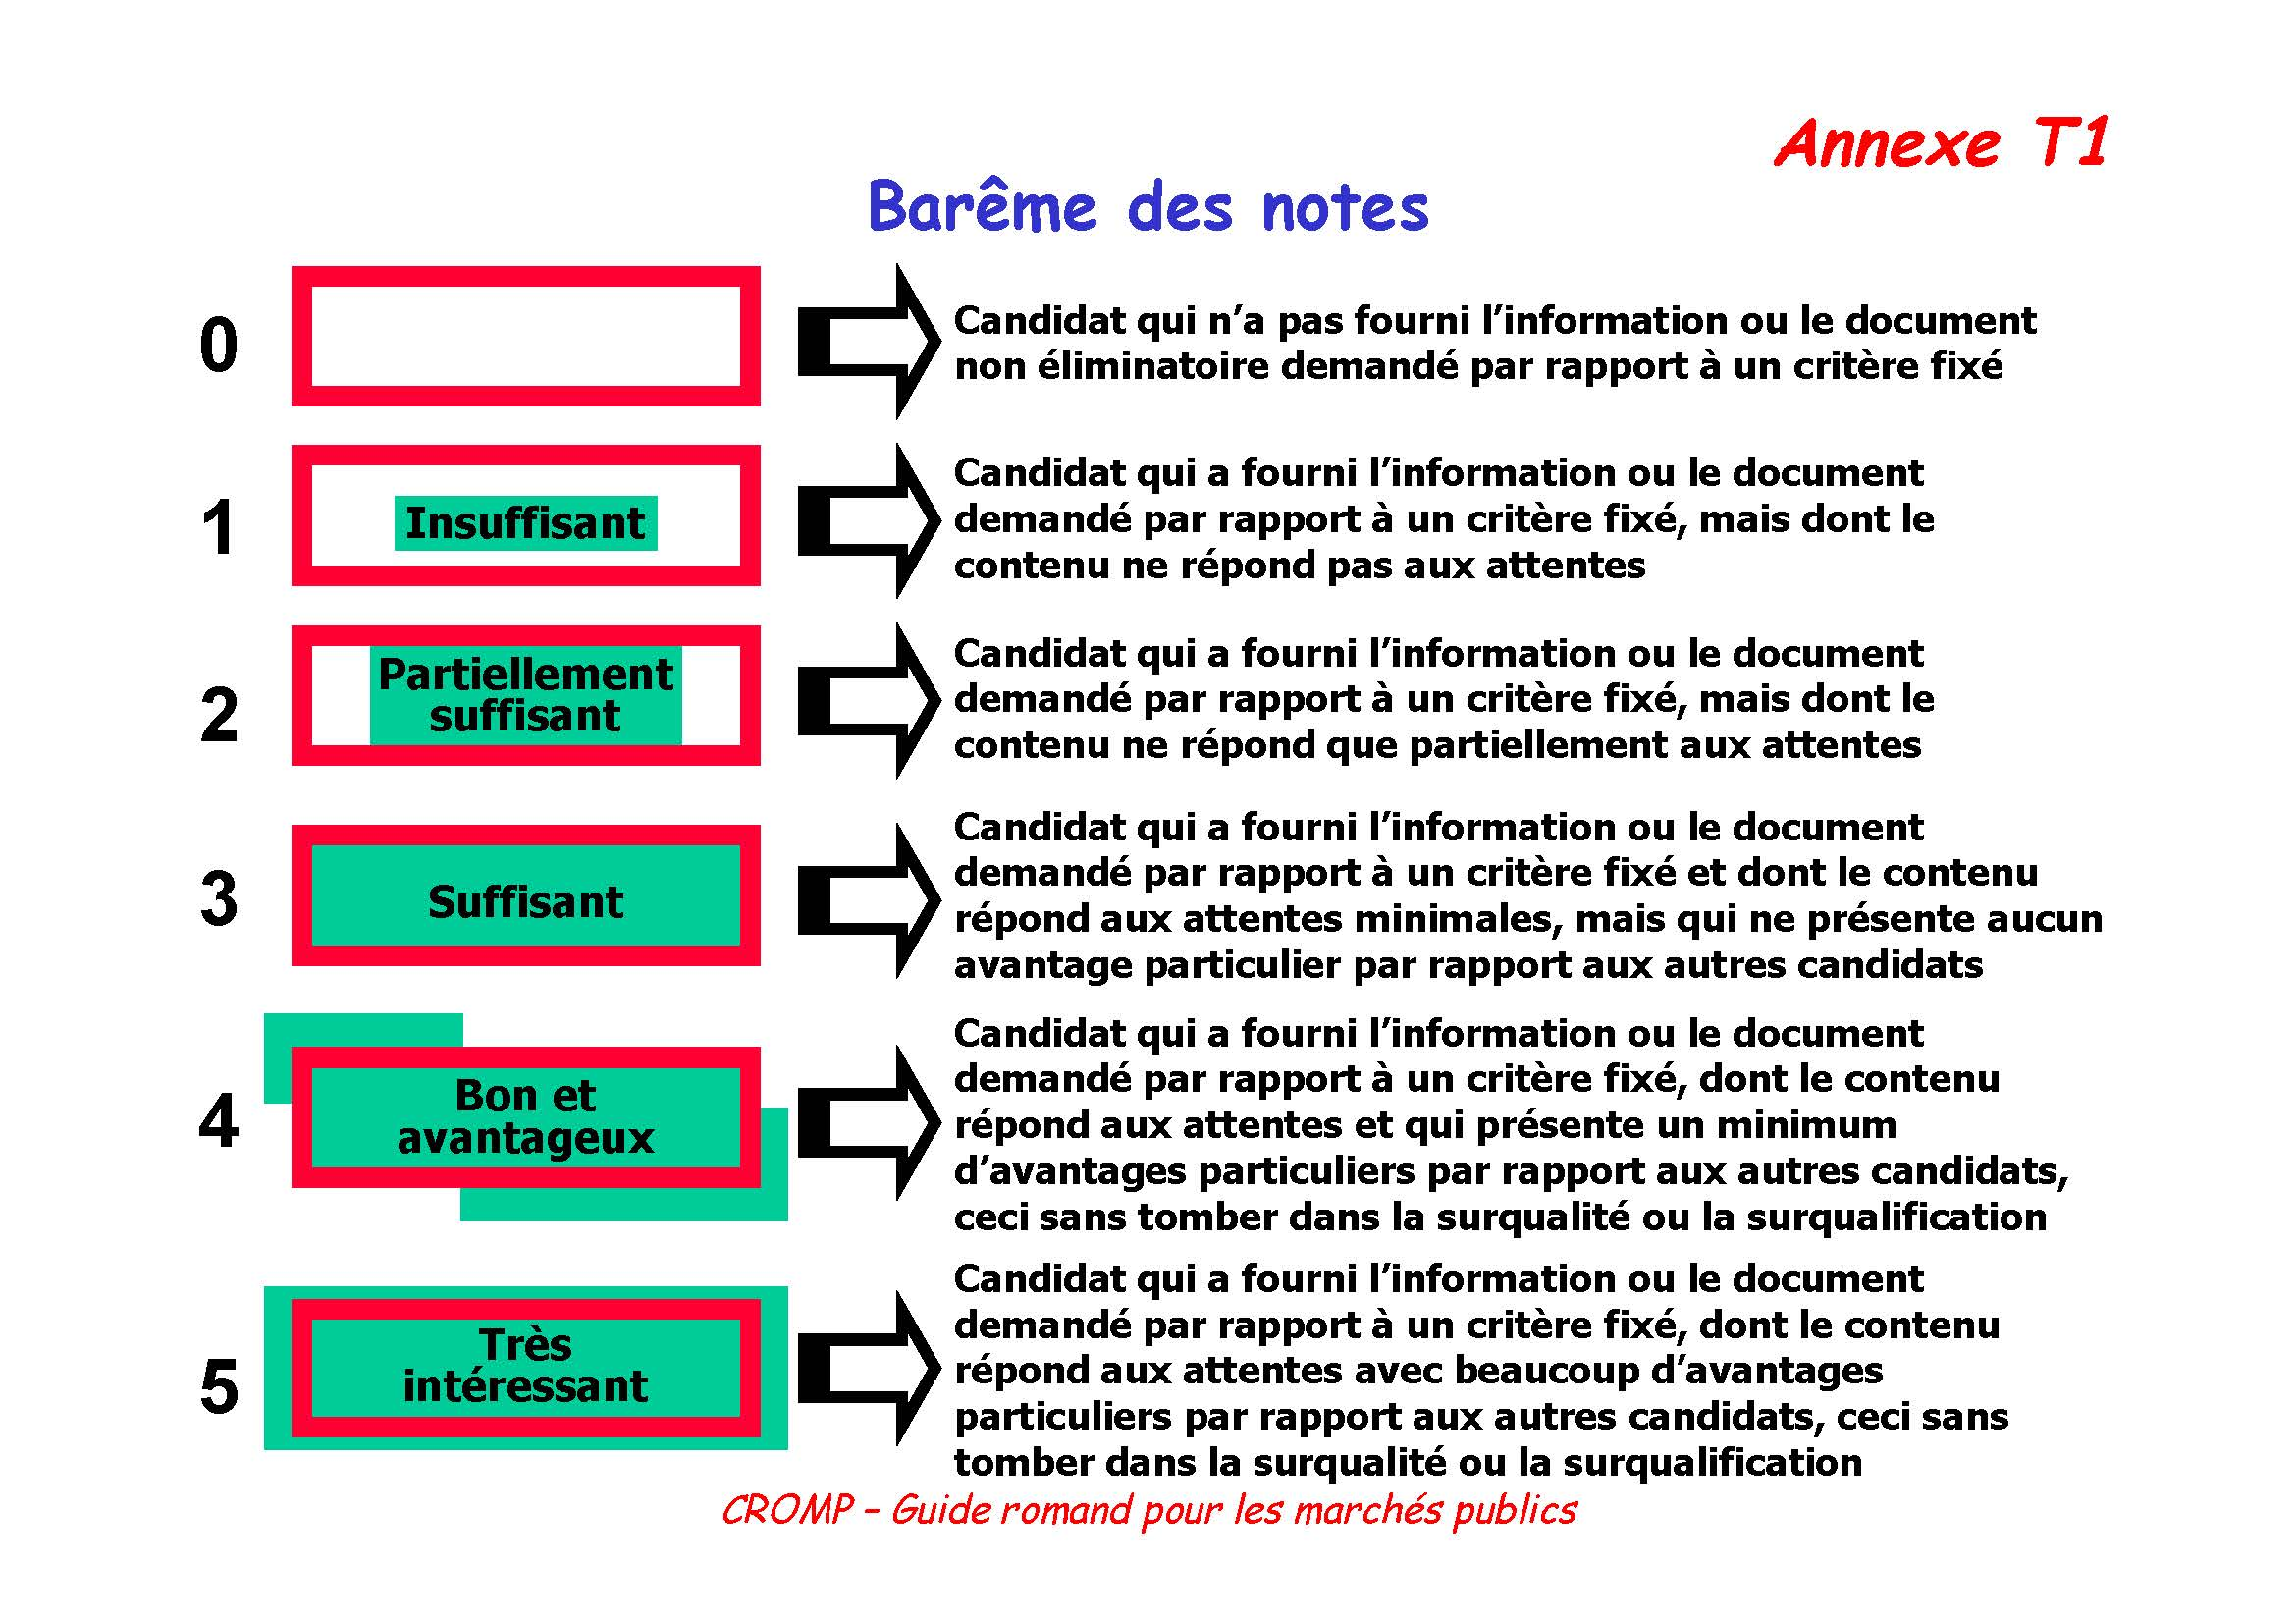 Annexe T1
Barême des notes
0
Candidat qui n’a pas fourni l’information ou le document
non éliminatoire demandé par rapport à un critère fixé
1
Insuffisant
Candidat qui a fourni l’information ou le document
demandé par rapport à un critère fixé, mais dont le
contenu ne répond pas aux attentes
2
Partiellement
suffisant
Candidat qui a fourni l’information ou le document
demandé par rapport à un critère fixé, mais dont le
contenu ne répond que partiellement aux attentes
3
Suffisant
Candidat qui a fourni l’information ou le document
demandé par rapport à un critère fixé et dont le contenu
répond aux attentes minimales, mais qui ne présente aucun
avantage particulier par rapport aux autres candidats
4
Bon et
avantageux
Candidat qui a fourni l’information ou le document
demandé par rapport à un critère fixé, dont le contenu
répond aux attentes et qui présente un minimum
d’avantages particuliers par rapport aux autres candidats,
ceci sans tomber dans la surqualité ou la surqualification
5
Très
intéressant
Candidat qui a fourni l’information ou le document
demandé par rapport à un critère fixé, dont le contenu
répond aux attentes avec beaucoup d’avantages
particuliers par rapport aux autres candidats, ceci sans
tomber dans la surqualité ou la surqualification
CROMP – Guide romand pour les marchés publics